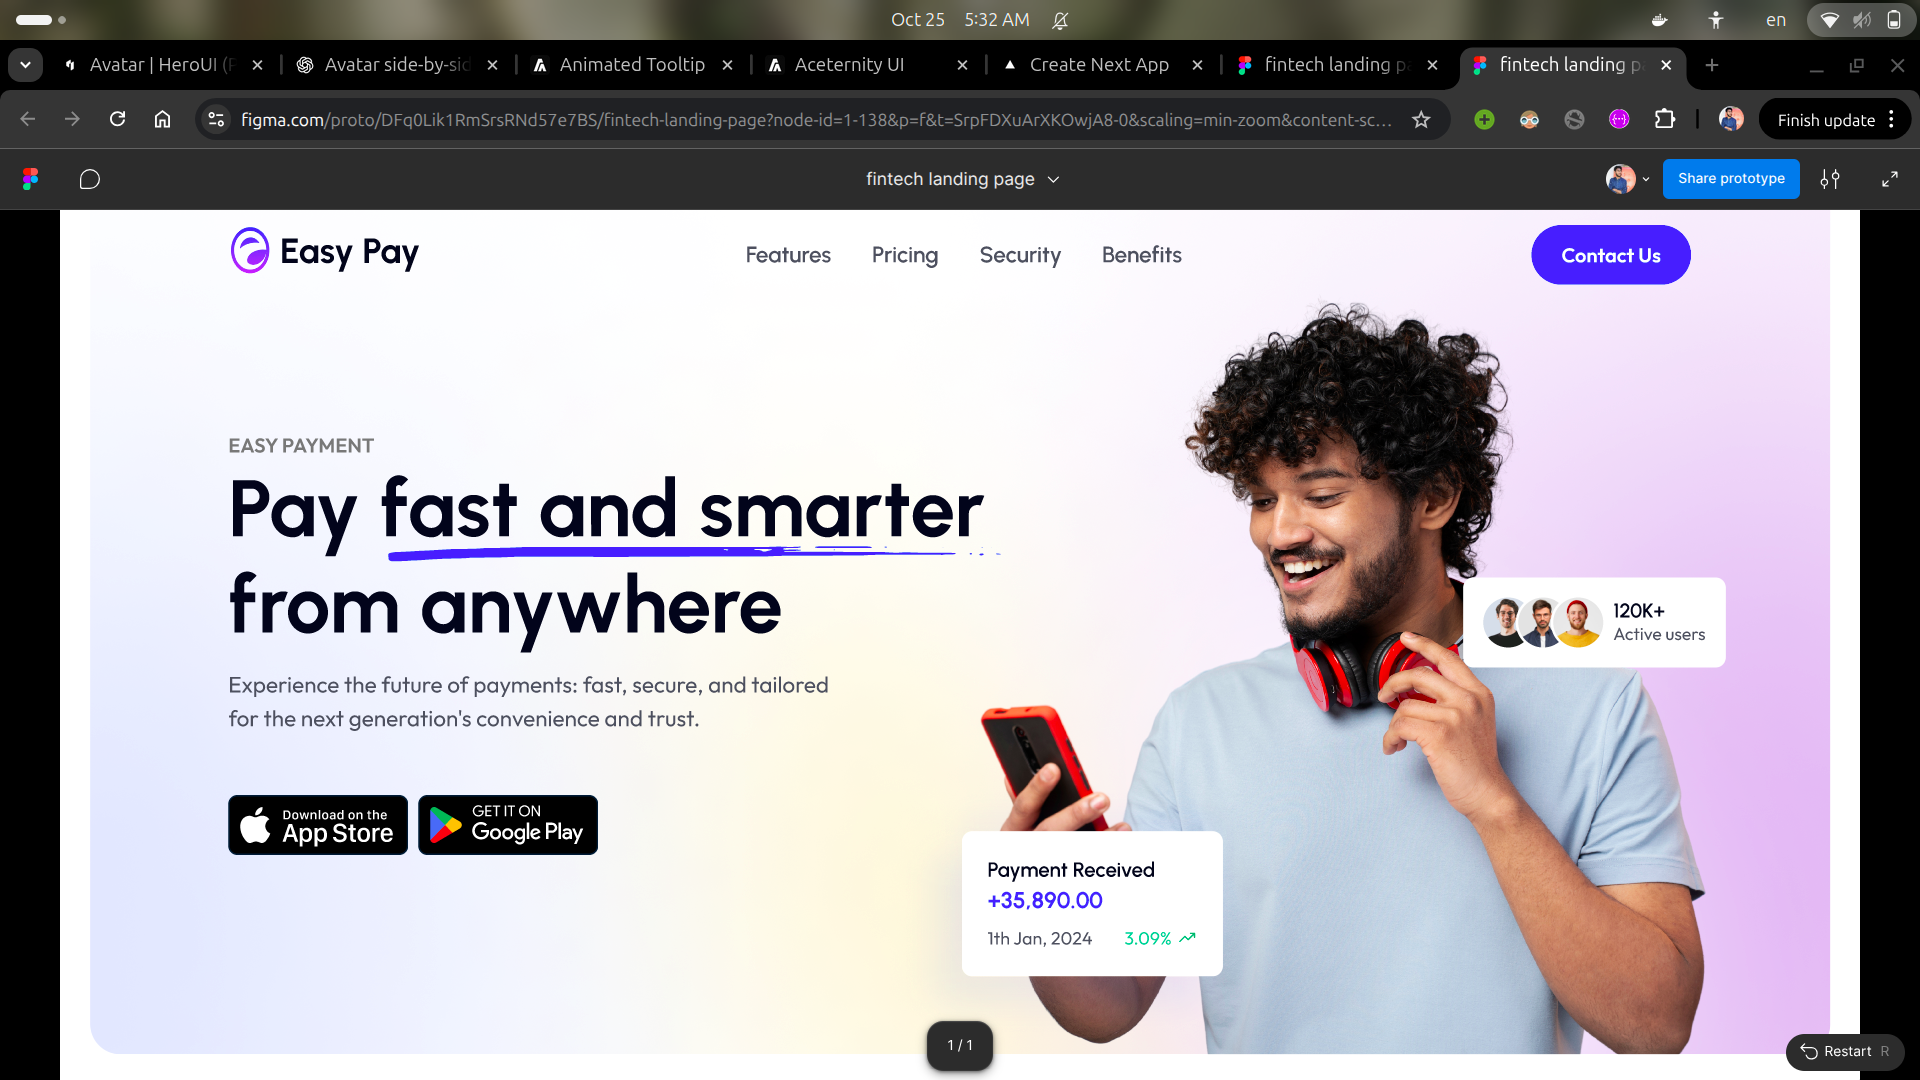 Oct 25 5:32 AM
en
Avatar | HeroUI (
Avatar side-by-sid
Animated Tooltip
Aceternity UI
Create Next App
fintech landing p
fintech landing p
figma.com/proto/DFq0Lik1RmSrsRNd57e7BS/fintech-landing-page?node-id=1-138&p=f&t=SrpFDXuArXKOwjA8-0&scaling=min-zoom&content-sc...
Finish update
fintech landing page
Share prototype
Easy Pay
Features
Pricing
Security
Benefits
Contact Us
EASY PAYMENT
Pay fast and smarter
from anywhere
Experience the future of payments: fast, secure, and tailored
for the next generation's convenience and trust.
Download on the
App Store
GET IT ON
Google Play
120K+
Active users
Payment Received
+35,890.00
1th Jan, 2024 3.09%
1 / 1
Restart R